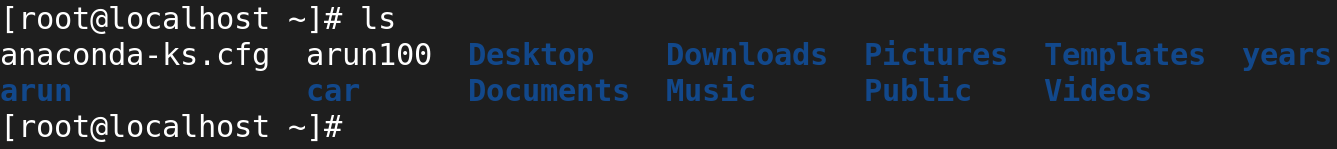 [root@localhost ~]# ls
anaconda-ks.cfg  arun100  Desktop    Downloads  Pictures  Templates  years
arun             car      Documents  Music      Public    Videos
[root@localhost ~]#